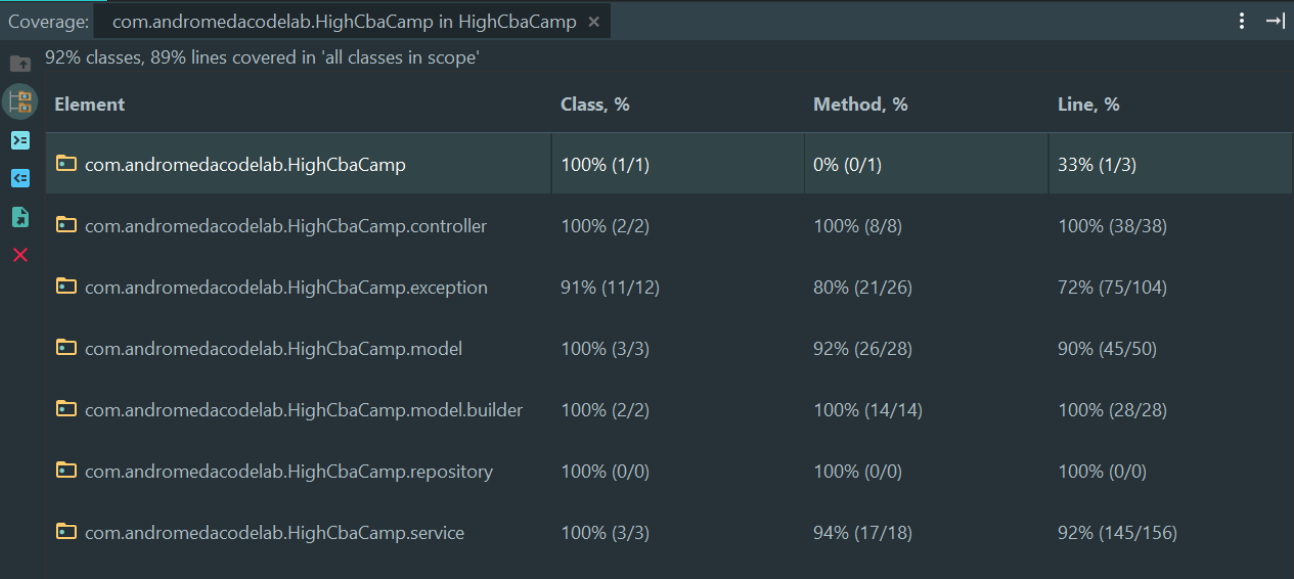 Coverage: com.andromedacodelab.HighCbaCamp in HighCbaCamp
92% classes, 89% lines covered in 'all classes in scope'
Element Class, % Method, % Line, %
com.andromedacodelab.HighCbaCamp 100% (1/1) 0% (0/1) 33% (1/3)
com.andromedacodelab.HighCbaCamp.controller 100% (2/2) 100% (8/8) 100% (38/38)
com.andromedacodelab.HighCbaCamp.exception 91% (11/12) 80% (21/26) 72% (75/104)
com.andromedacodelab.HighCbaCamp.model 100% (3/3) 92% (26/28) 90% (45/50)
com.andromedacodelab.HighCbaCamp.model.builder 100% (2/2) 100% (14/14) 100% (28/28)
com.andromedacodelab.HighCbaCamp.repository 100% (0/0) 100% (0/0) 100% (0/0)
com.andromedacodelab.HighCbaCamp.service 100% (3/3) 94% (17/18) 92% (145/156)